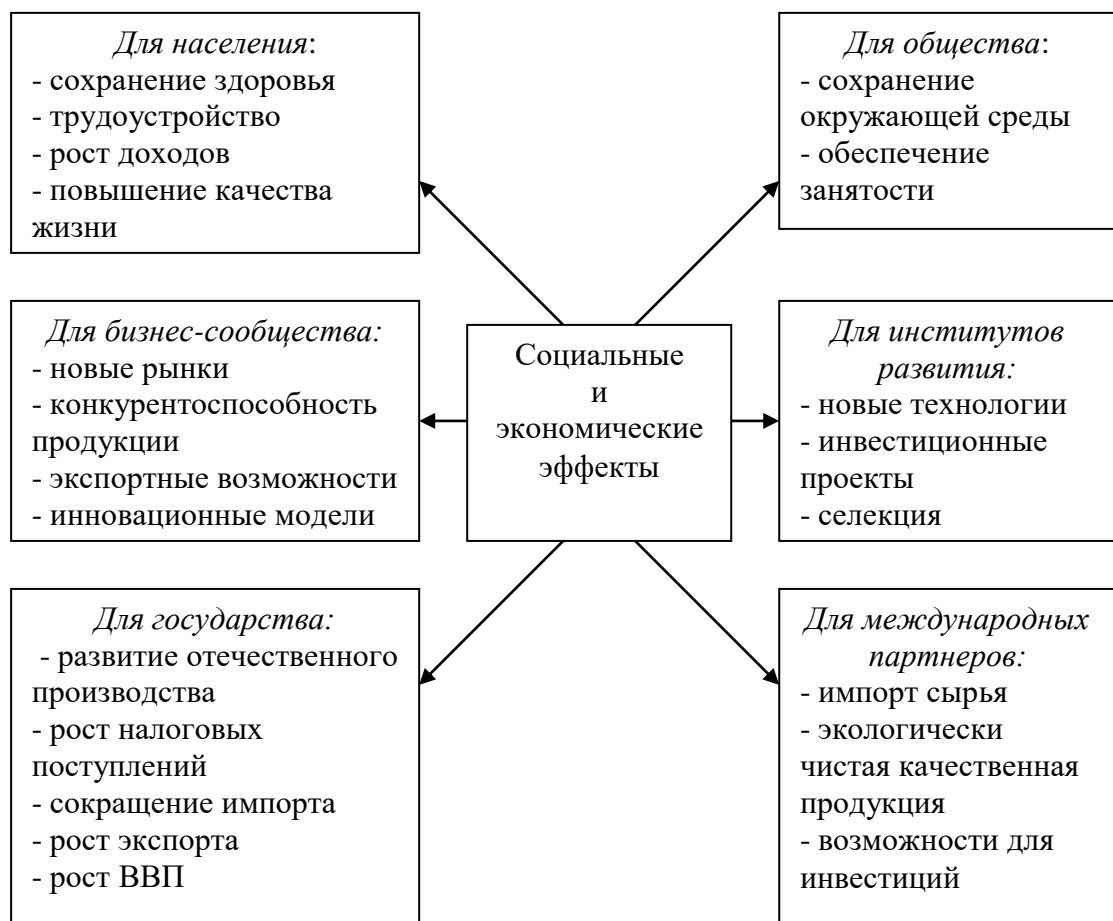 Для населения:
- сохранение здоровья
- трудоустройство
- рост доходов
- повышение качества
жизни
Для общества:
- сохранение
окружающей среды
- обеспечение
занятости
Для бизнес-сообщества:
- новые рынки
- конкурентоспособность
продукции
- экспортные возможности
- инновационные модели
Социальные
и
экономические
эффекты
Для институтов
развития:
- новые технологии
- инвестиционные
проекты
- селекция
Для государства:
- развитие отечественного
производства
- рост налоговых
поступлений
- сокращение импорта
- рост экспорта
- рост ВВП
Для международных
партнеров:
- импорт сырья
- экологически
чистая качественная
продукция
- возможности для
инвестиций